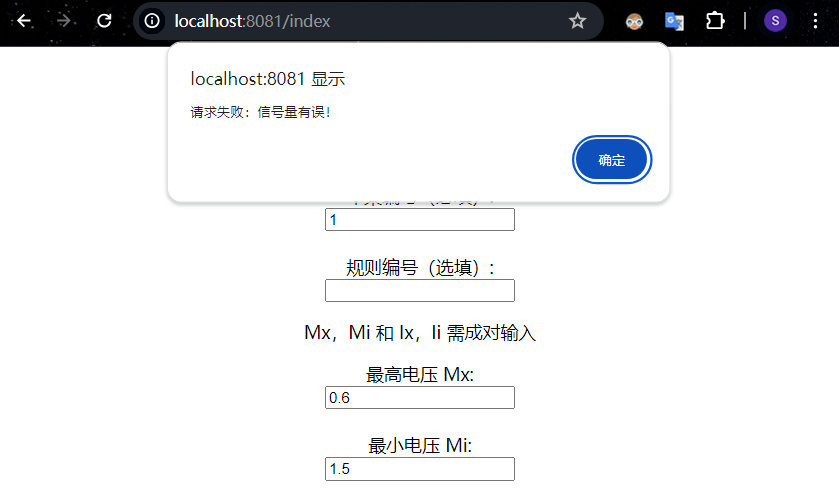 localhost:8081/index
S
localhost:8081 显示
请求失败：信号量有误！
确定
1
规则编号（选填）:
Mx，Mi 和 Ix，Ii 需成对输入
最高电压 Mx:
0.6
最小电压 Mi:
1.5